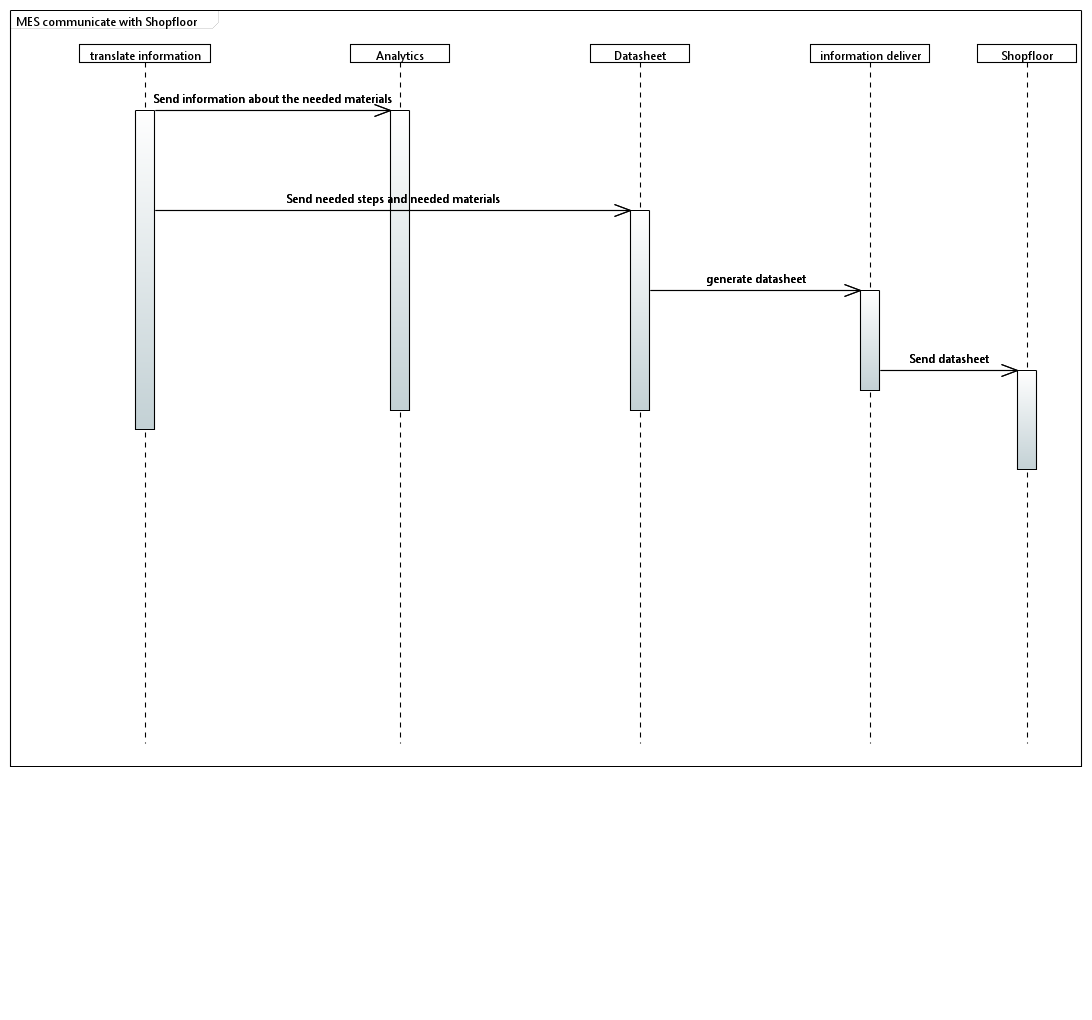 MES communicate with Shopfloor
translate information
Analytics
Datasheet
information deliver
Shopfloor
Send information about the needed materials
Send needed steps and needed materials
generate datasheet
Send datasheet